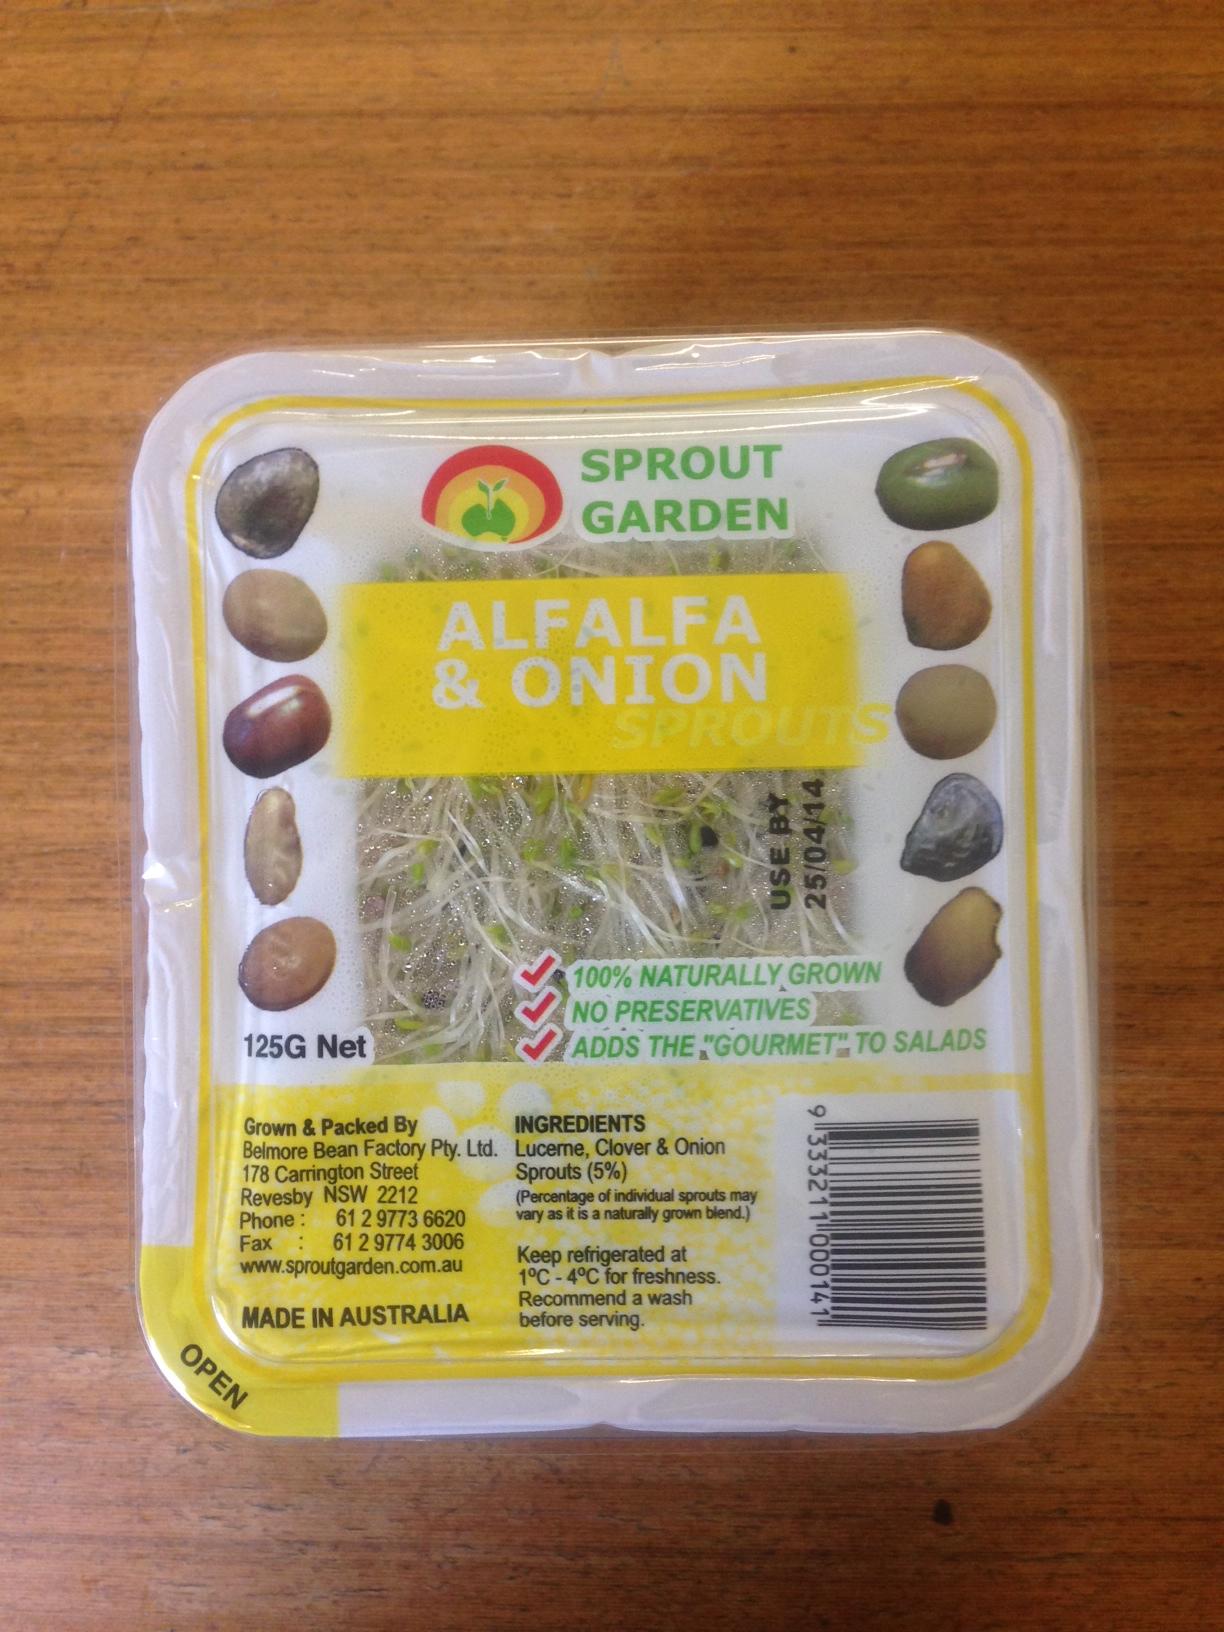 SPROUT
GARDEN
ALFALFA
& ONION
SPROUTS
USE BY
25/04/14
100% NATURALLY GROWN
NO PRESERVATIVES
ADDS THE "GOURMET" TO SALADS
125G Net
Grown & Packed By
Belmore Bean Factory Pty. Ltd.
178 Carrington Street
Revesby NSW 2212
Phone : 61 2 9773 6620
Fax : 61 2 9774 3006
www.sproutgarden.com.au
MADE IN AUSTRALIA
INGREDIENTS
Lucerne, Clover & Onion
Sprouts (5%)
(Percentage of individual sprouts may
vary as it is a naturally grown blend.)
Keep refrigerated at
1ºC - 4ºC for freshness.
Recommend a wash
before serving.
9 333211 000141
OPEN